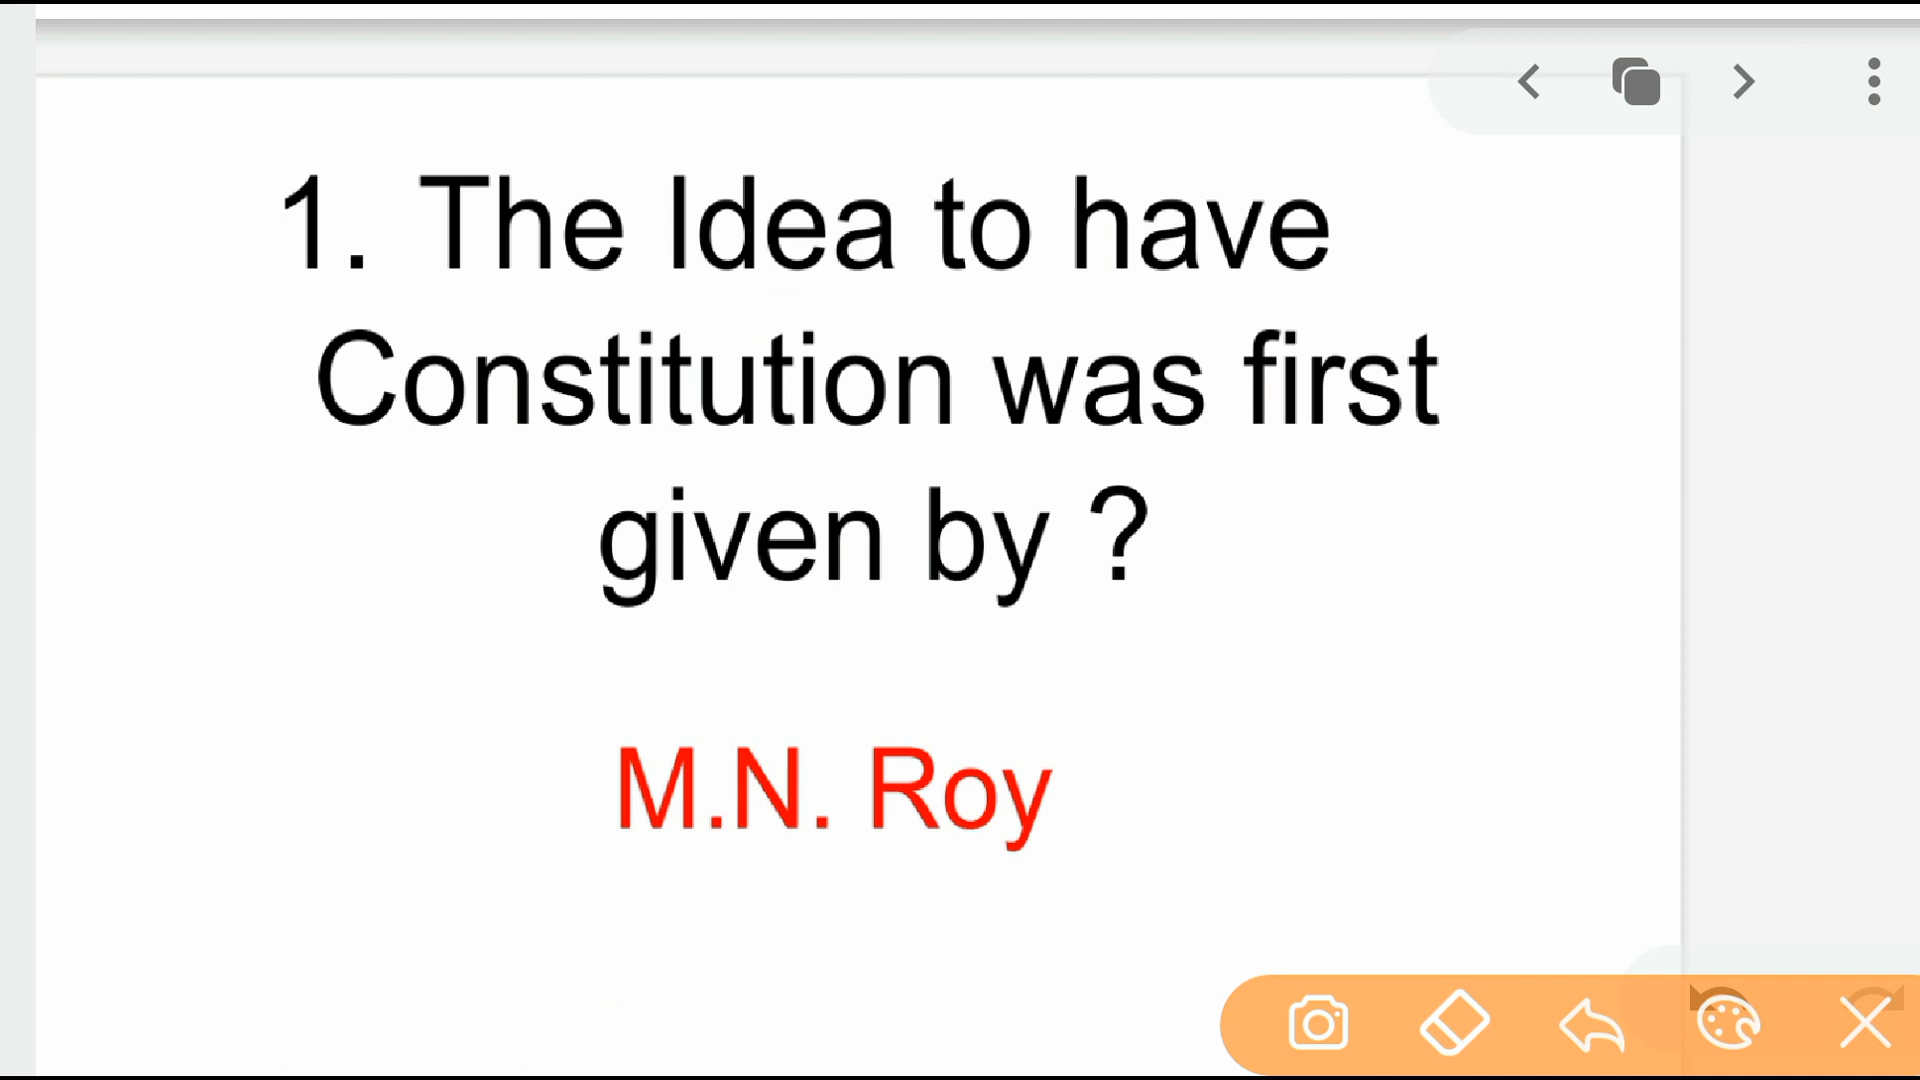 1. The Idea to have
Constitution was first
given by ?
M.N. Roy